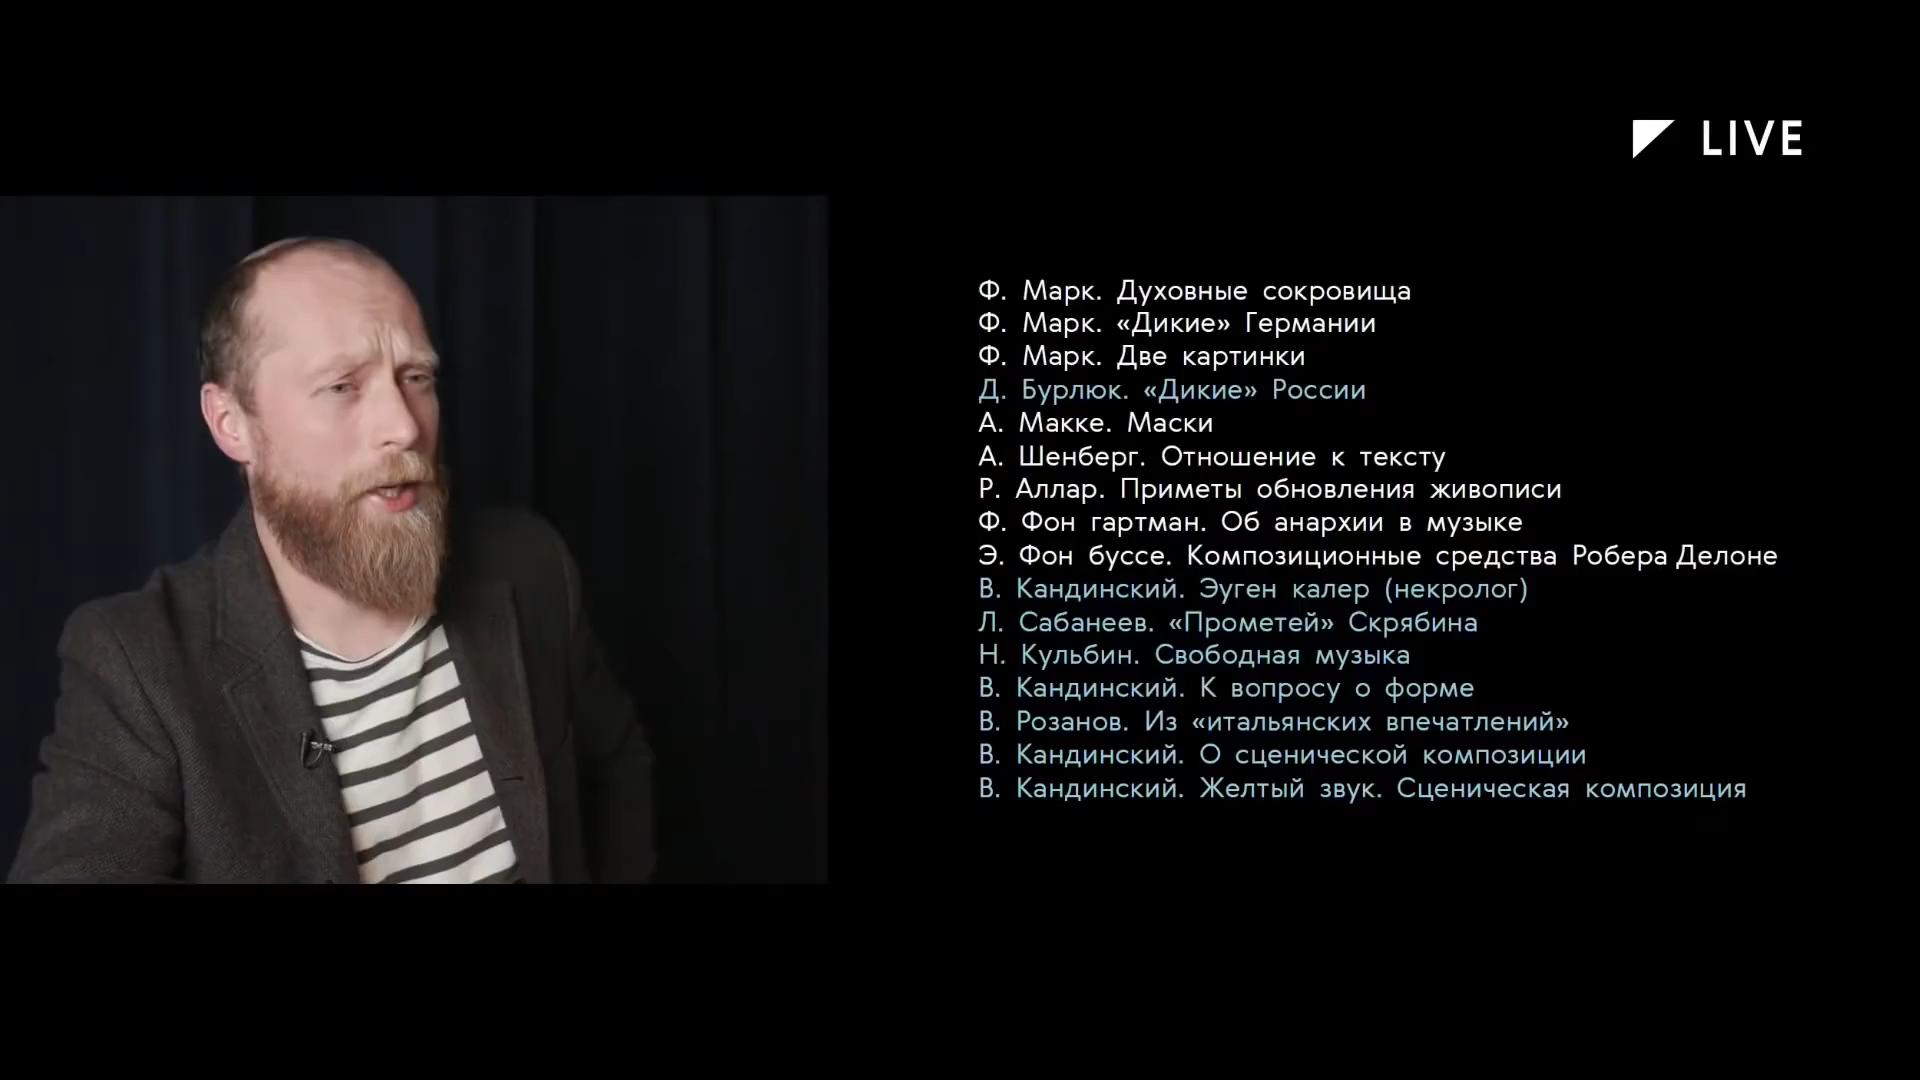 LIVE
Ф. Марк. Духовные сокровища
Ф. Марк. «Дикие» Германии
Ф. Марк. Две картинки
Д. Бурлюк. «Дикие» России
А. Макке. Маски
А. Шенберг. Отношение к тексту
Р. Аллар. Приметы обновления живописи
Ф. Фон гартман. Об анархии в музыке
Э. Фон буссе. Композиционные средства Робера Делоне
В. Кандинский. Эуген калер (некролог)
Л. Сабанеев. «Прометей» Скрябина
Н. Кульбин. Свободная музыка
В. Кандинский. К вопросу о форме
В. Розанов. Из «итальянских впечатлений»
В. Кандинский. О сценической композиции
В. Кандинский. Желтый звук. Сценическая композиция